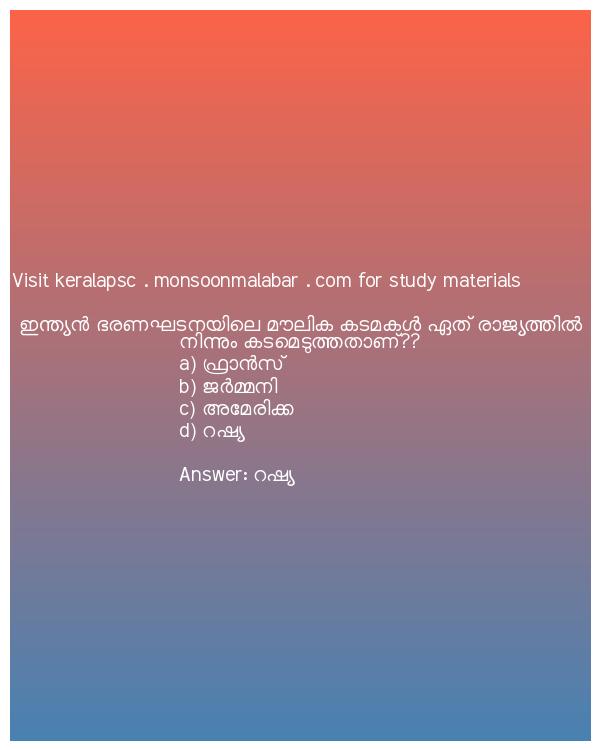 Visit keralapsc . monsoonmalabar . com for study materials
ഇന്ത്യൻ ഭരണഘടനയിലെ മൗലിക കടമകൾ ഏത് രാജ്യത്തിൽ
നിന്നും കടമെടുത്തതാണ്??
a) ഫ്രാൻസ്
b) ജർമ്മനി
c) അമേരിക്ക
d) റഷ്യ
Answer: റഷ്യ